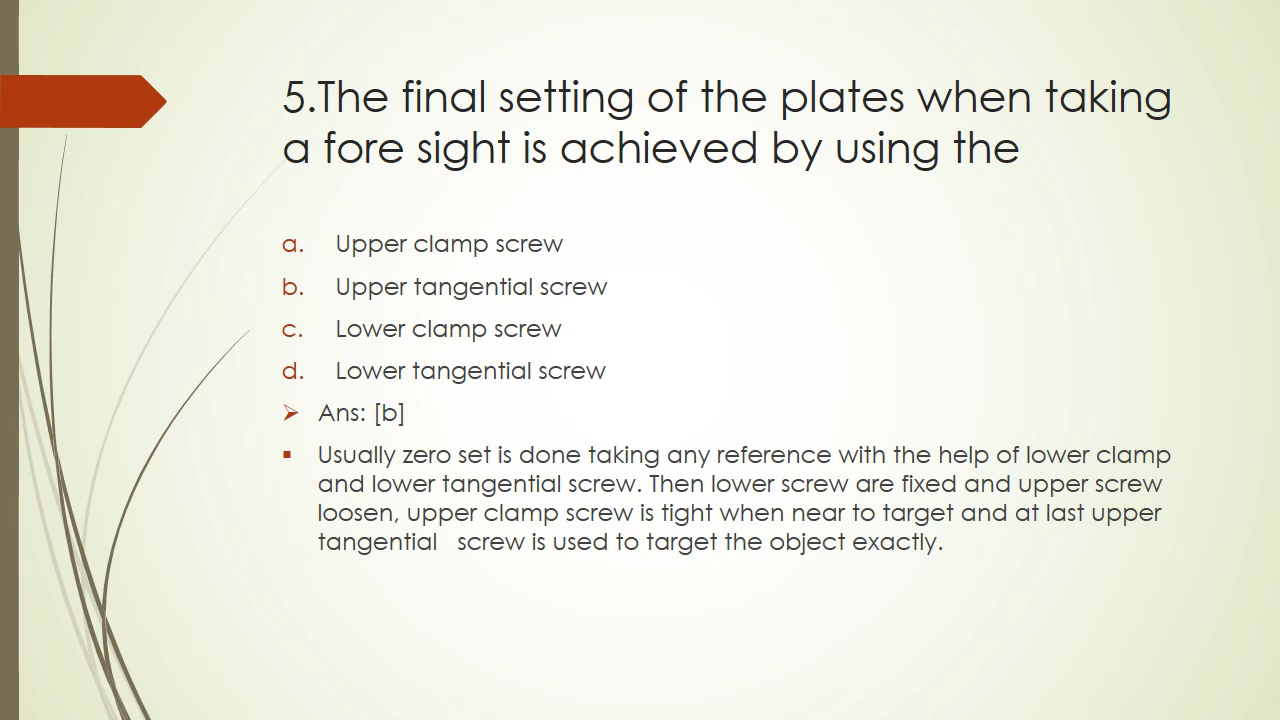 5.The final setting of the plates when taking
a fore sight is achieved by using the
a. Upper clamp screw
b. Upper tangential screw
c. Lower clamp screw
d. Lower tangential screw
➢ Ans: [b]
▪ Usually zero set is done taking any reference with the help of lower clamp
and lower tangential screw. Then lower screw are fixed and upper screw
loosen, upper clamp screw is tight when near to target and at last upper
tangential   screw is used to target the object exactly.